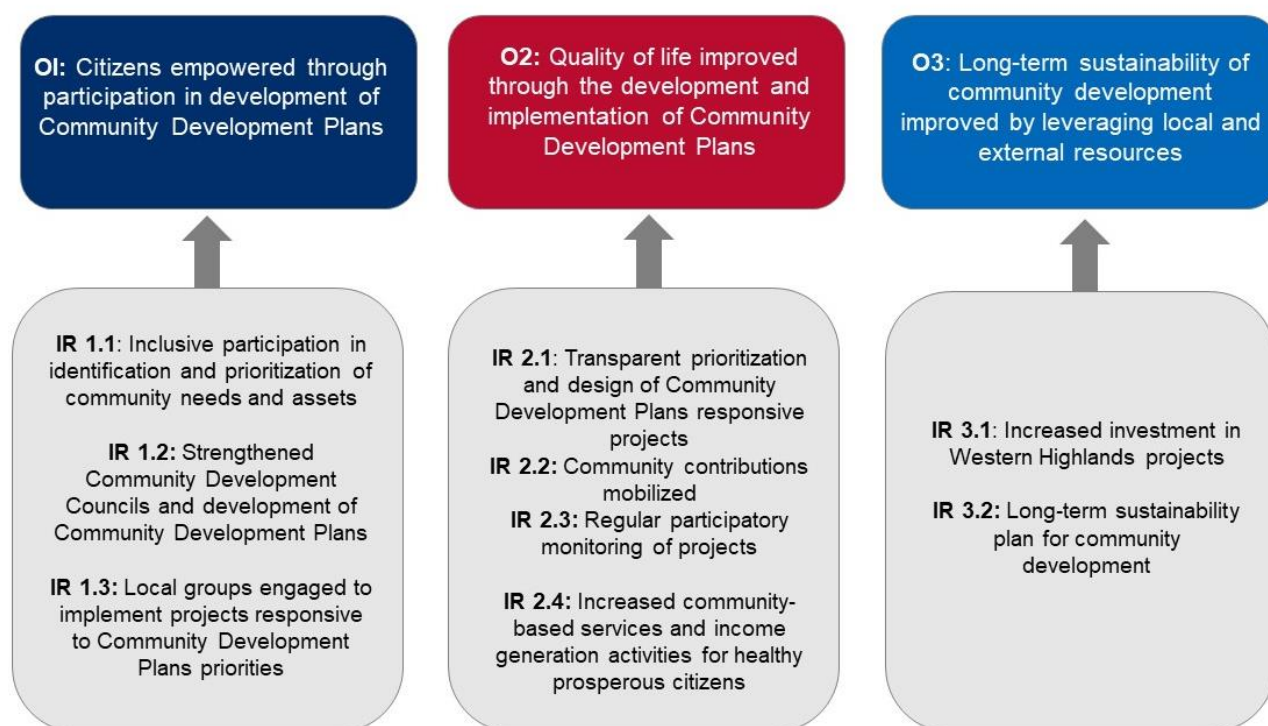 OI: Citizens empowered through
participation in development of
Community Development Plans
O2: Quality of life improved
through the development and
implementation of Community
Development Plans
O3: Long-term sustainability of
community development
improved by leveraging local and
external resources
IR 1.1: Inclusive participation in
identification and prioritization of
community needs and assets
IR 1.2: Strengthened
Community Development
Councils and development of
Community Development Plans
IR 1.3: Local groups engaged to
implement projects responsive
to Community Development
Plans priorities
IR 2.1: Transparent prioritization
and design of Community
Development Plans responsive
projects
IR 2.2: Community contributions
mobilized
IR 2.3: Regular participatory
monitoring of projects
IR 2.4: Increased community-
based services and income
generation activities for healthy
prosperous citizens
IR 3.1: Increased investment in
Western Highlands projects
IR 3.2: Long-term sustainability
plan for community
development